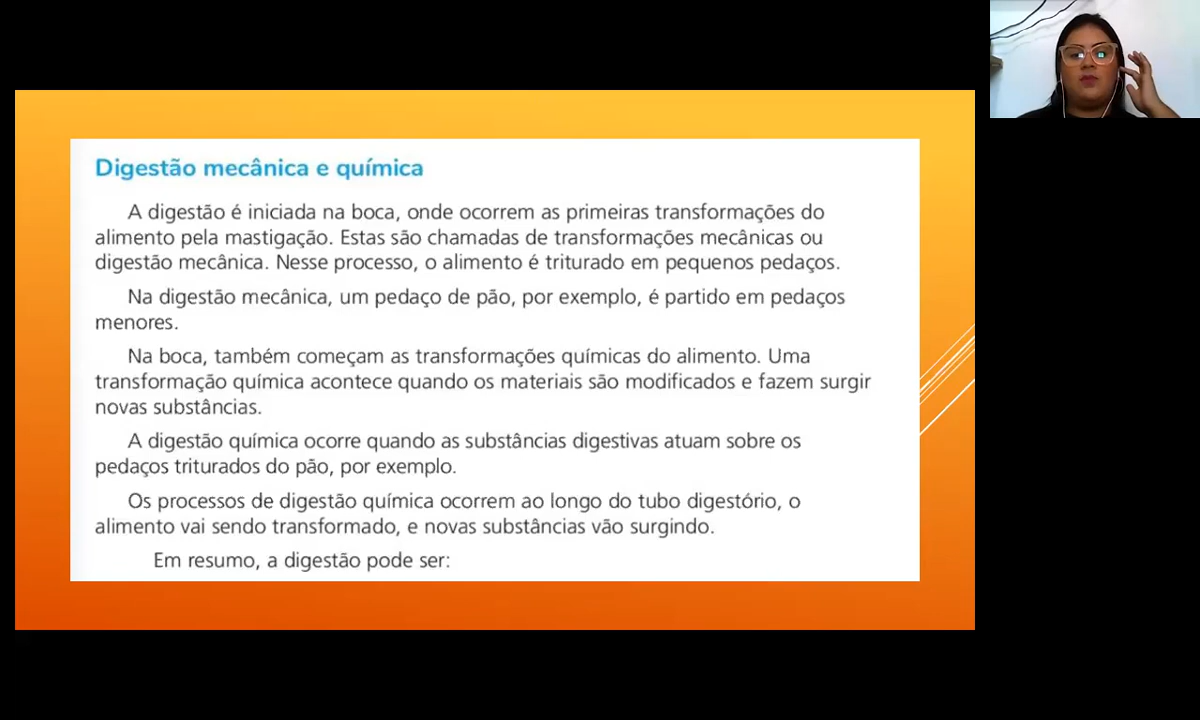 Digestão mecânica e química
A digestão é iniciada na boca, onde ocorrem as primeiras transformações do
alimento pela mastigação. Estas são chamadas de transformações mecânicas ou
digestão mecânica. Nesse processo, o alimento é triturado em pequenos pedaços.
Na digestão mecânica, um pedaço de pão, por exemplo, é partido em pedaços
menores.
Na boca, também começam as transformações químicas do alimento. Uma
transformação química acontece quando os materiais são modificados e fazem surgir
novas substâncias.
A digestão química ocorre quando as substâncias digestivas atuam sobre os
pedaços triturados do pão, por exemplo.
Os processos de digestão química ocorrem ao longo do tubo digestório, o
alimento vai sendo transformado, e novas substâncias vão surgindo.
Em resumo, a digestão pode ser: